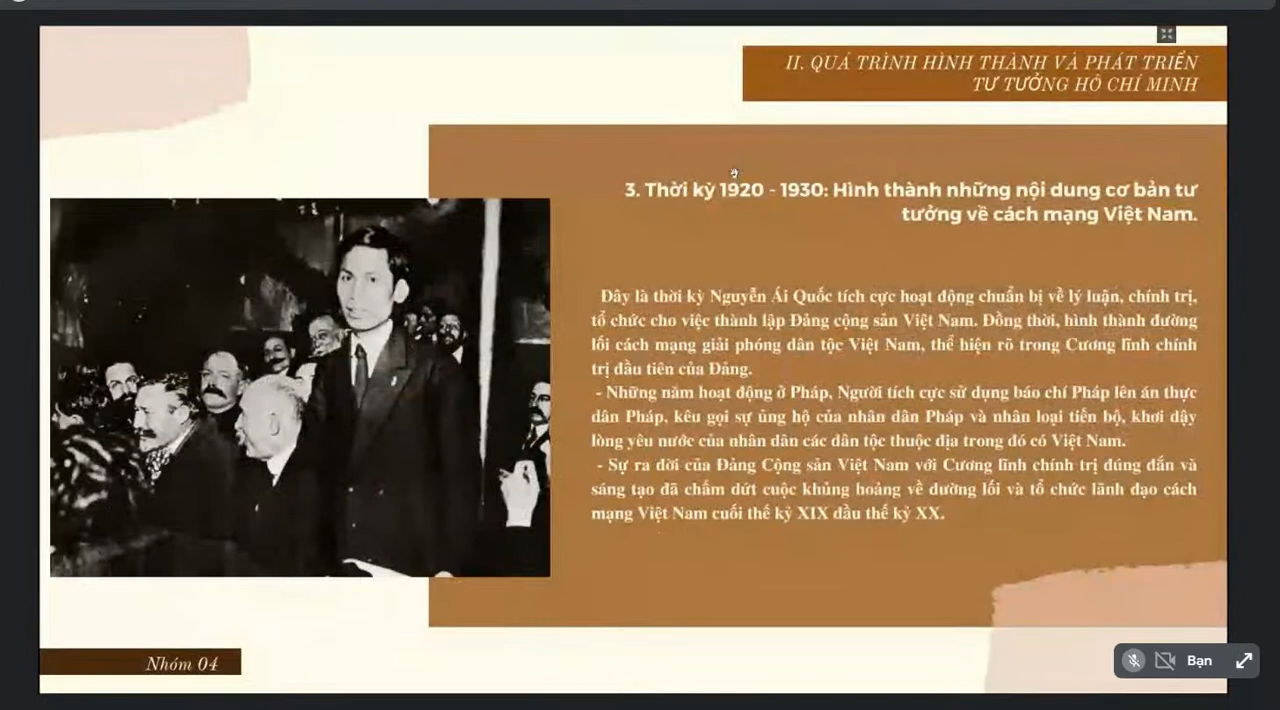 II. QUÁ TRÌNH HÌNH THÀNH VÀ PHÁT TRIỂN
TƯ TƯỞNG HỒ CHÍ MINH
3. Thời kỳ 1920 - 1930: Hình thành những nội dung cơ bản tư
tưởng về cách mạng Việt Nam.
Đây là thời kỳ Nguyễn Ái Quốc tích cực hoạt động chuẩn bị về lý luận, chính trị,
tổ chức cho việc thành lập Đảng cộng sản Việt Nam. Đồng thời, hình thành đường
lối cách mạng giải phóng dân tộc Việt Nam, thể hiện rõ trong Cương lĩnh chính
trị đầu tiên của Đảng.
- Những năm hoạt động ở Pháp, Người tích cực sử dụng báo chí Pháp lên án thực
dân Pháp, kêu gọi sự ủng hộ của nhân dân Pháp và nhân loại tiến bộ, khơi dậy
lòng yêu nước của nhân dân các dân tộc thuộc địa trong đó có Việt Nam.
- Sự ra đời của Đảng Cộng sản Việt Nam với Cương lĩnh chính trị đúng đắn và
sáng tạo đã chấm dứt cuộc khủng hoảng về đường lối và tổ chức lãnh đạo cách
mạng Việt Nam cuối thế kỷ XIX đầu thế kỷ XX.
Nhóm 04
Bạn